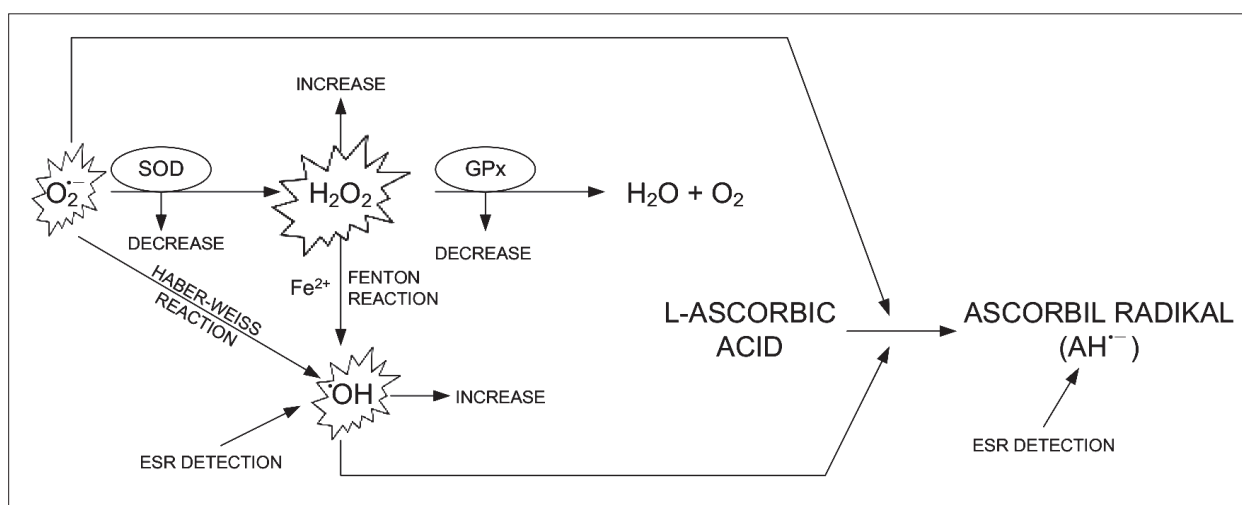 INCREASE
SOD
GPx
O₂•−
H₂O₂
H₂O + O₂
DECREASE
DECREASE
HABER-WEISS
REACTION
Fe²⁺
FENTON
REACTION
L-ASCORBIC
ACID
ASCORBIL RADIKAL
(AH•−)
•OH
INCREASE
ESR DETECTION
ESR DETECTION